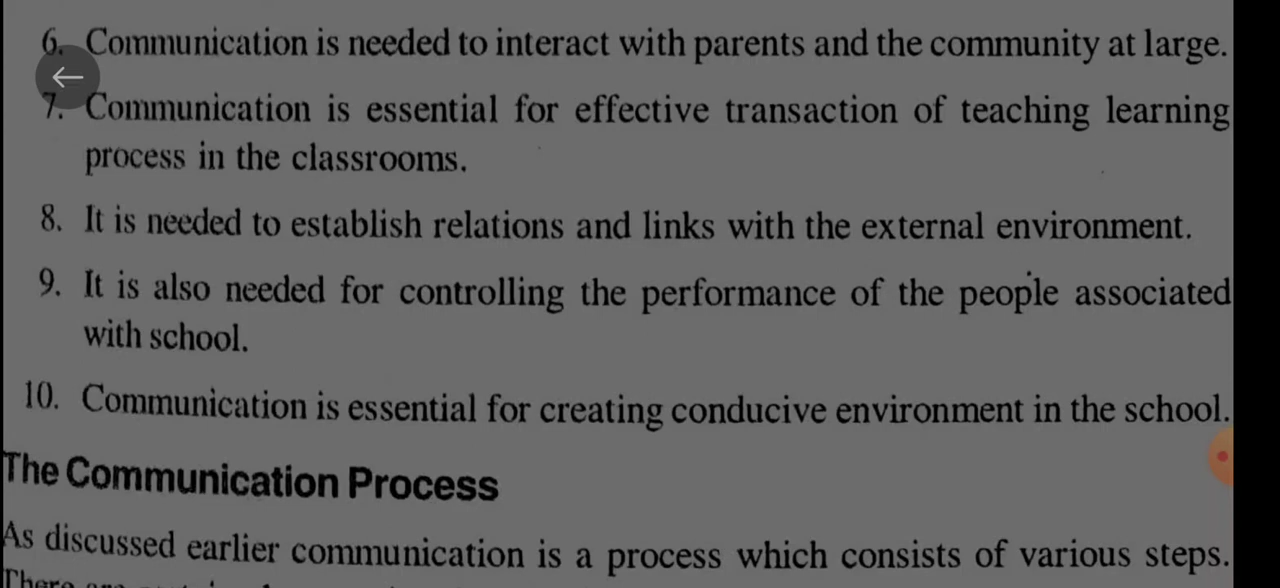 6. Communication is needed to interact with parents and the community at large.
7. Communication is essential for effective transaction of teaching learning
process in the classrooms.
8. It is needed to establish relations and links with the external environment.
9. It is also needed for controlling the performance of the people associated
with school.
10. Communication is essential for creating conducive environment in the school.
The Communication Process
As discussed earlier communication is a process which consists of various steps.
There are